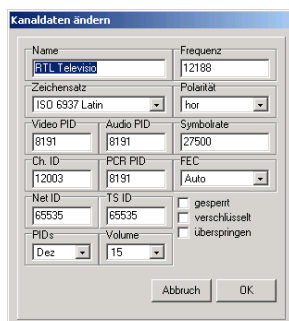 Kanaldaten ändern
Name
Frequenz
RTL Televisio
12188
Zeichensatz
Polarität
ISO 6937 Latin
hor
Video PID
Audio PID
Symbolrate
8191
8191
27500
Ch. ID
PCR PID
FEC
12003
8191
Auto
Net ID
TS ID
gesperrt
65535
65535
verschlüsselt
überspringen
PIDs
Volume
Dez
15
Abbruch
OK